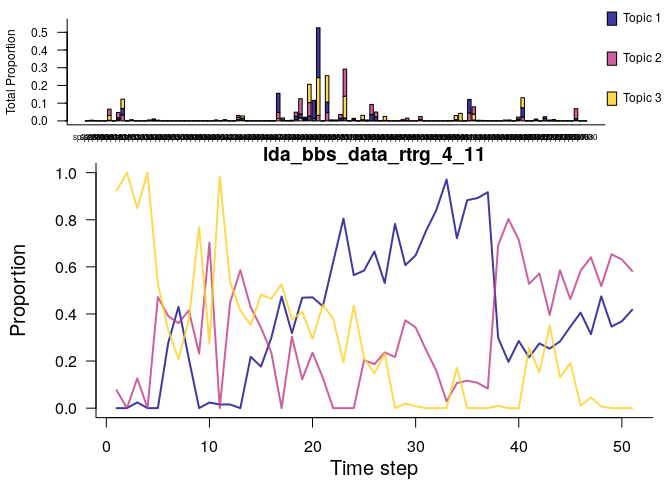 Total Proportion
0.5
0.4
0.3
0.2
0.1
0.0
Topic 1
Topic 2
Topic 3
lda_bbs_data_rtrg_4_11
Proportion
1.0
0.8
0.6
0.4
0.2
0.0
0 10 20 30 40 50
Time step